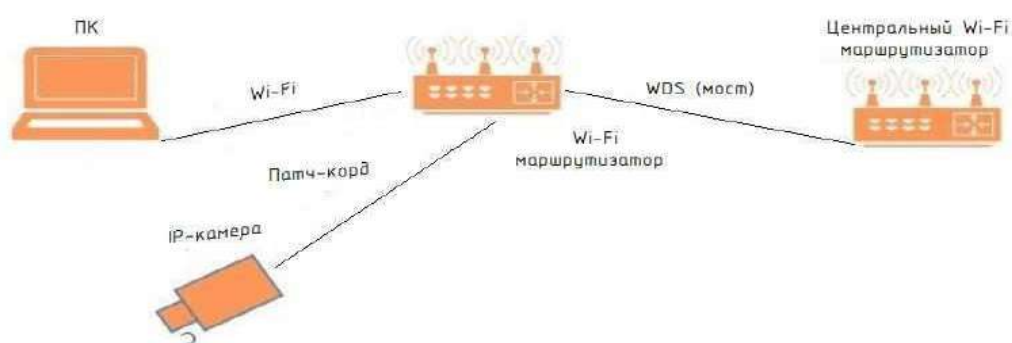 ПК
Центральный Wi-Fi
маршрутизатор
Wi-Fi
WDS (мост)
Wi-Fi
маршрутизатор
Патч-корд
IP-камера